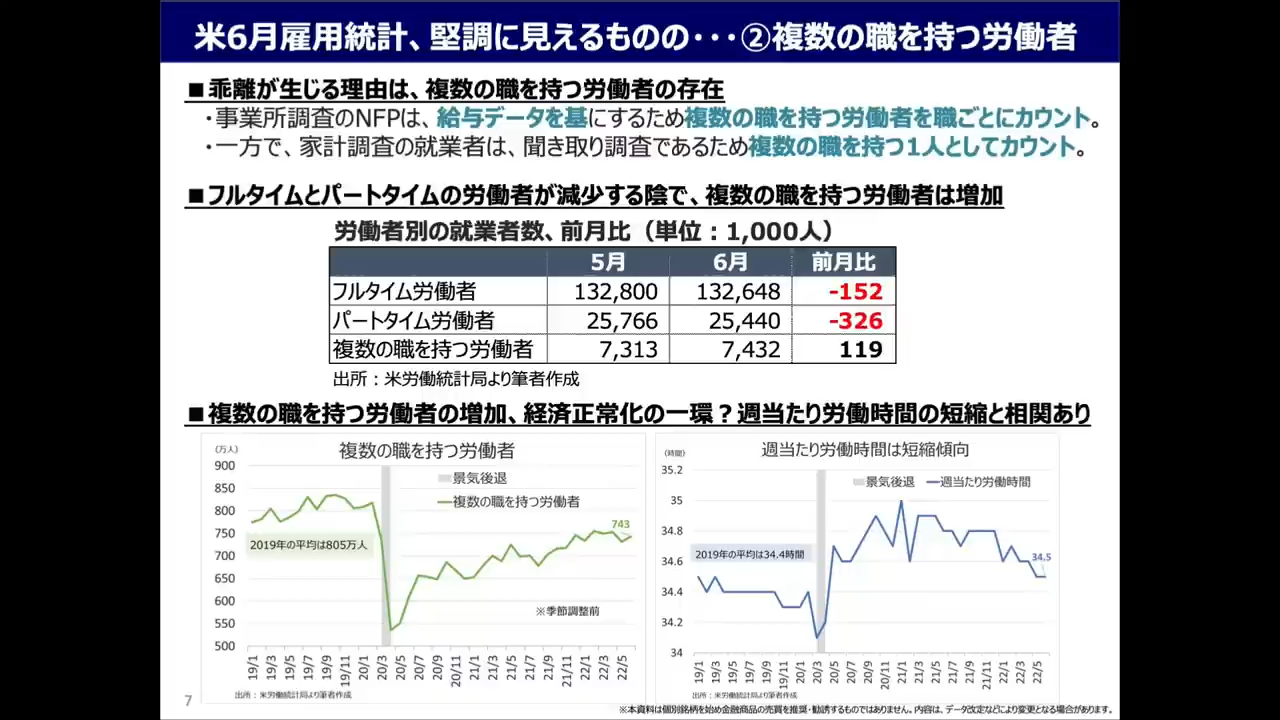 米6月雇用統計、堅調に見えるものの・・・②複数の職を持つ労働者
■乖離が生じる理由は、複数の職を持つ労働者の存在
・事業所調査のNFPは、給与データを基にするため複数の職を持つ労働者を職ごとにカウント。
・一方で、家計調査の就業者は、聞き取り調査であるため複数の職を持つ1人としてカウント。
■フルタイムとパートタイムの労働者が減少する陰で、複数の職を持つ労働者は増加
労働者別の就業者数、前月比（単位：1,000人）
5月 6月 前月比
フルタイム労働者 132,800 132,648 -152
パートタイム労働者 25,766 25,440 -326
複数の職を持つ労働者 7,313 7,432 119
出所：米労働統計局より筆者作成
■複数の職を持つ労働者の増加、経済正常化の一環？週当たり労働時間の短縮と相関あり
複数の職を持つ労働者
(万人)
900
850
800
750
700
650
600
550
500
景気後退
複数の職を持つ労働者
743
2019年の平均は805万人
※季節調整前
19/1 19/3 19/5 19/7 19/9 19/11 20/1 20/3 20/5 20/7 20/9 20/11 21/1 21/3 21/5 21/7 21/9 21/11 22/1 22/3 22/5
出所：米労働統計局より筆者作成
週当たり労働時間は短縮傾向
(時間)
35.2
35
34.8
34.6
34.4
34.2
34
景気後退 週当たり労働時間
34.5
2019年の平均は34.4時間
19/1 19/3 19/5 19/7 19/9 19/11 20/1 20/3 20/5 20/7 20/9 20/11 21/1 21/3 21/5 21/7 21/9 21/11 22/1 22/3 22/5
出所：米労働統計局より筆者作成
7
※本資料は個別銘柄を始め金融商品の売買を推奨・勧誘するものではありません。内容は、データ改定などにより変更となる場合があります。